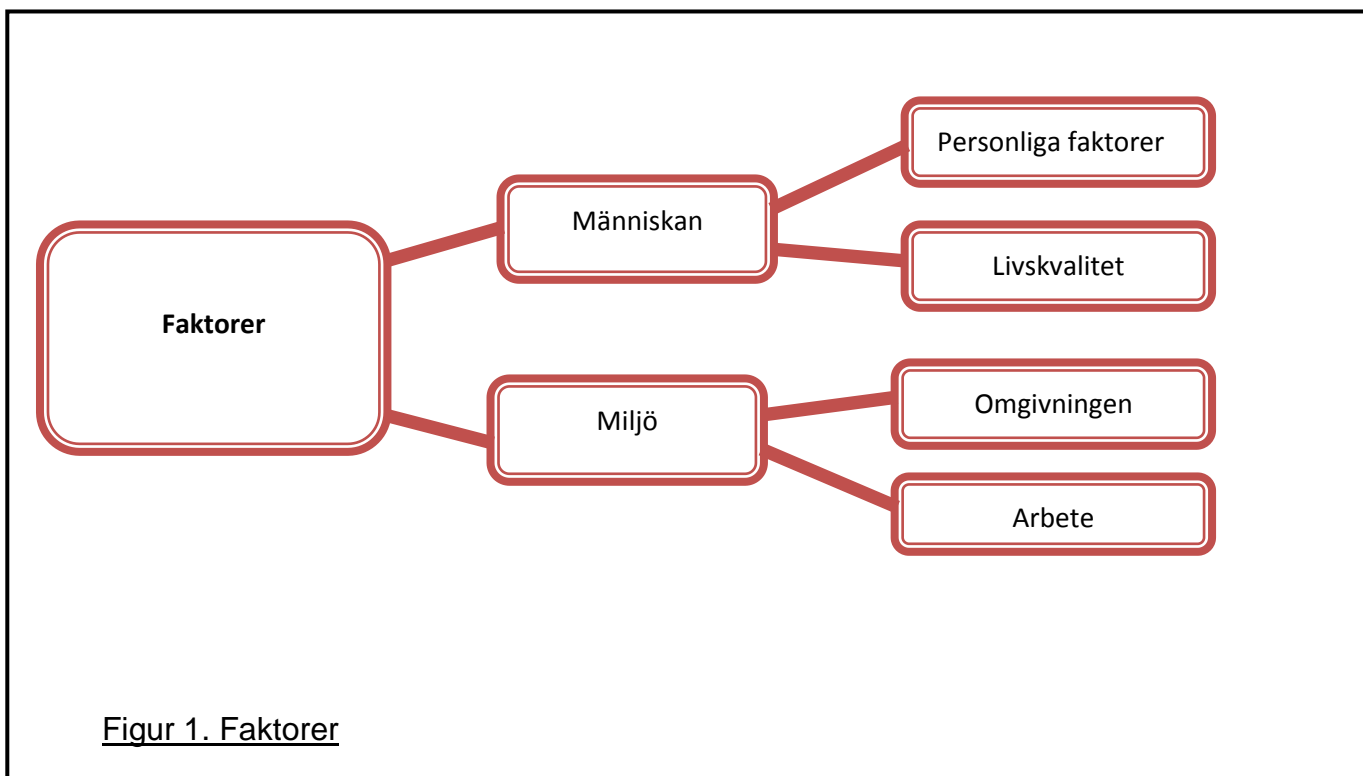 Faktorer
Människan
Personliga faktorer
Livskvalitet
Miljö
Omgivningen
Arbete
Figur 1. Faktorer